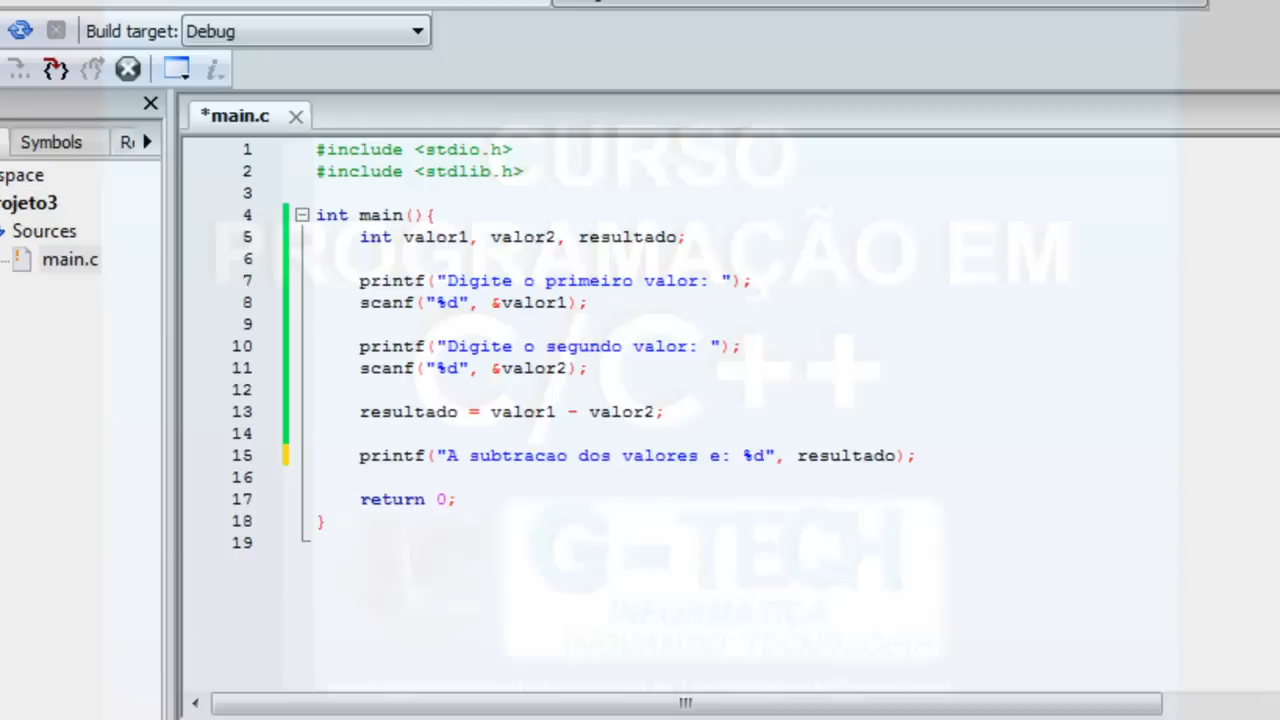 Build target: Debug
*main.c
Symbols
space
rojeto3
Sources
main.c
1 #include <stdio.h>
2 #include <stdlib.h>
3
4 int main(){
5 int valor1, valor2, resultado;
6
7 printf("Digite o primeiro valor: ");
8 scanf("%d", &valor1);
9
10 printf("Digite o segundo valor: ");
11 scanf("%d", &valor2);
12
13 resultado = valor1 - valor2;
14
15 printf("A subtracao dos valores e: %d", resultado);
16
17 return 0;
18 }
19
CURSO
PROGRAMAÇÃO EM
C/C++
G-TECH
INFORMÁTICA